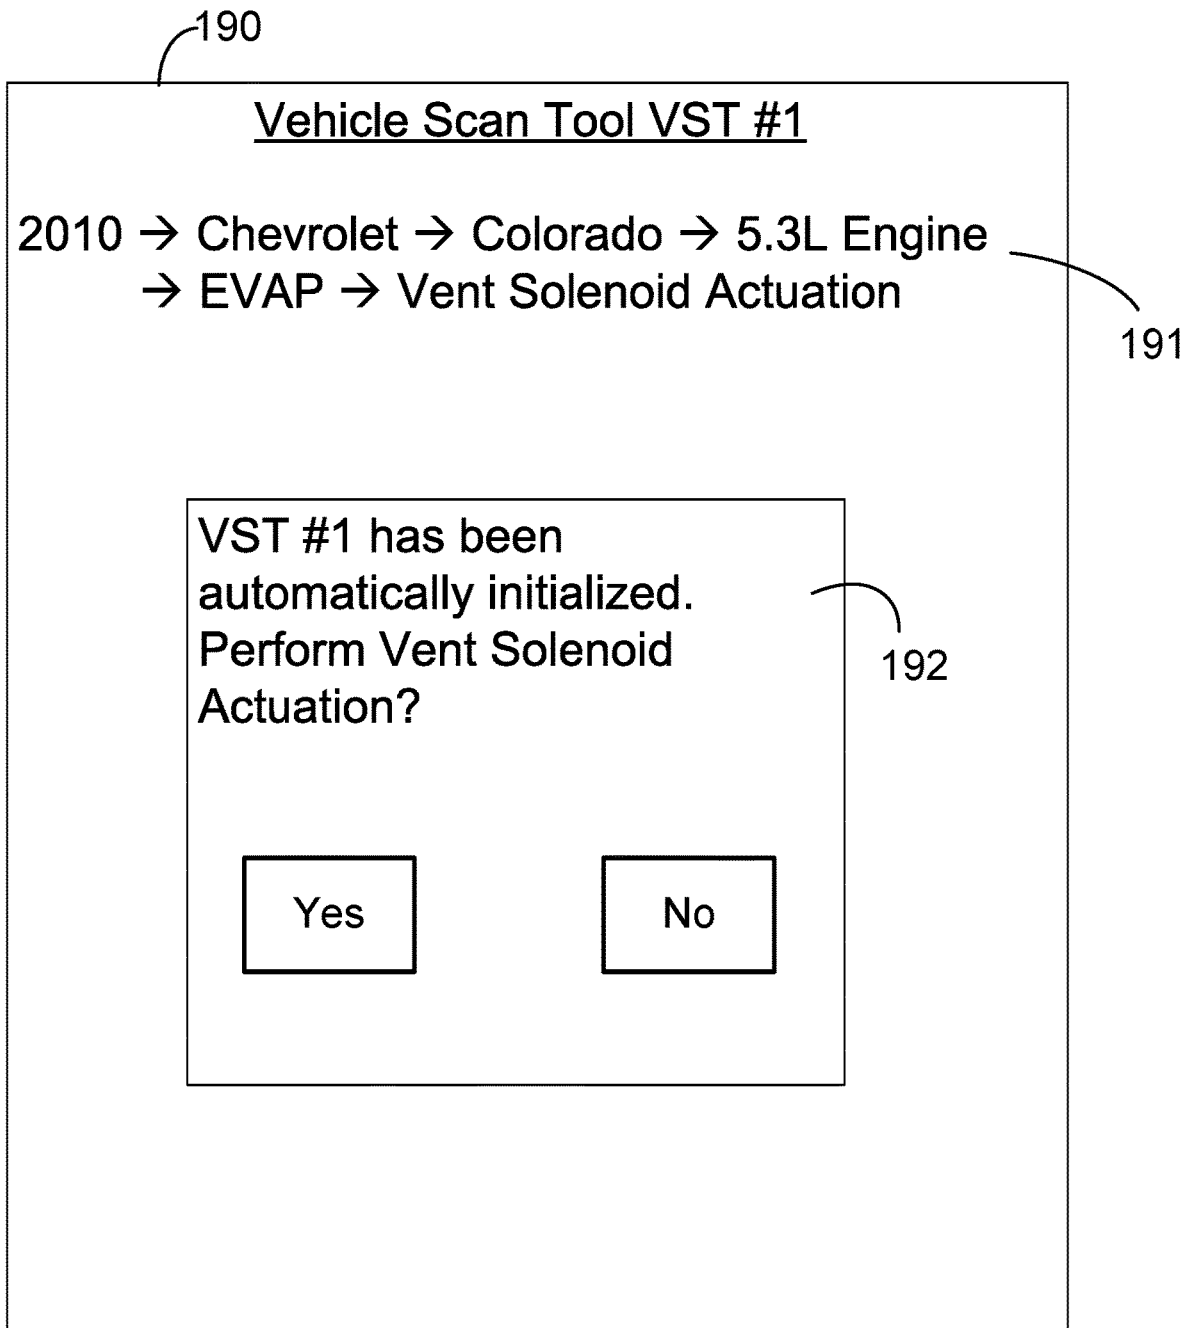 190
Vehicle Scan Tool VST #1
2010 → Chevrolet → Colorado → 5.3L Engine
→ EVAP → Vent Solenoid Actuation
191
VST #1 has been
automatically initialized.
Perform Vent Solenoid
192
Actuation?
Yes No